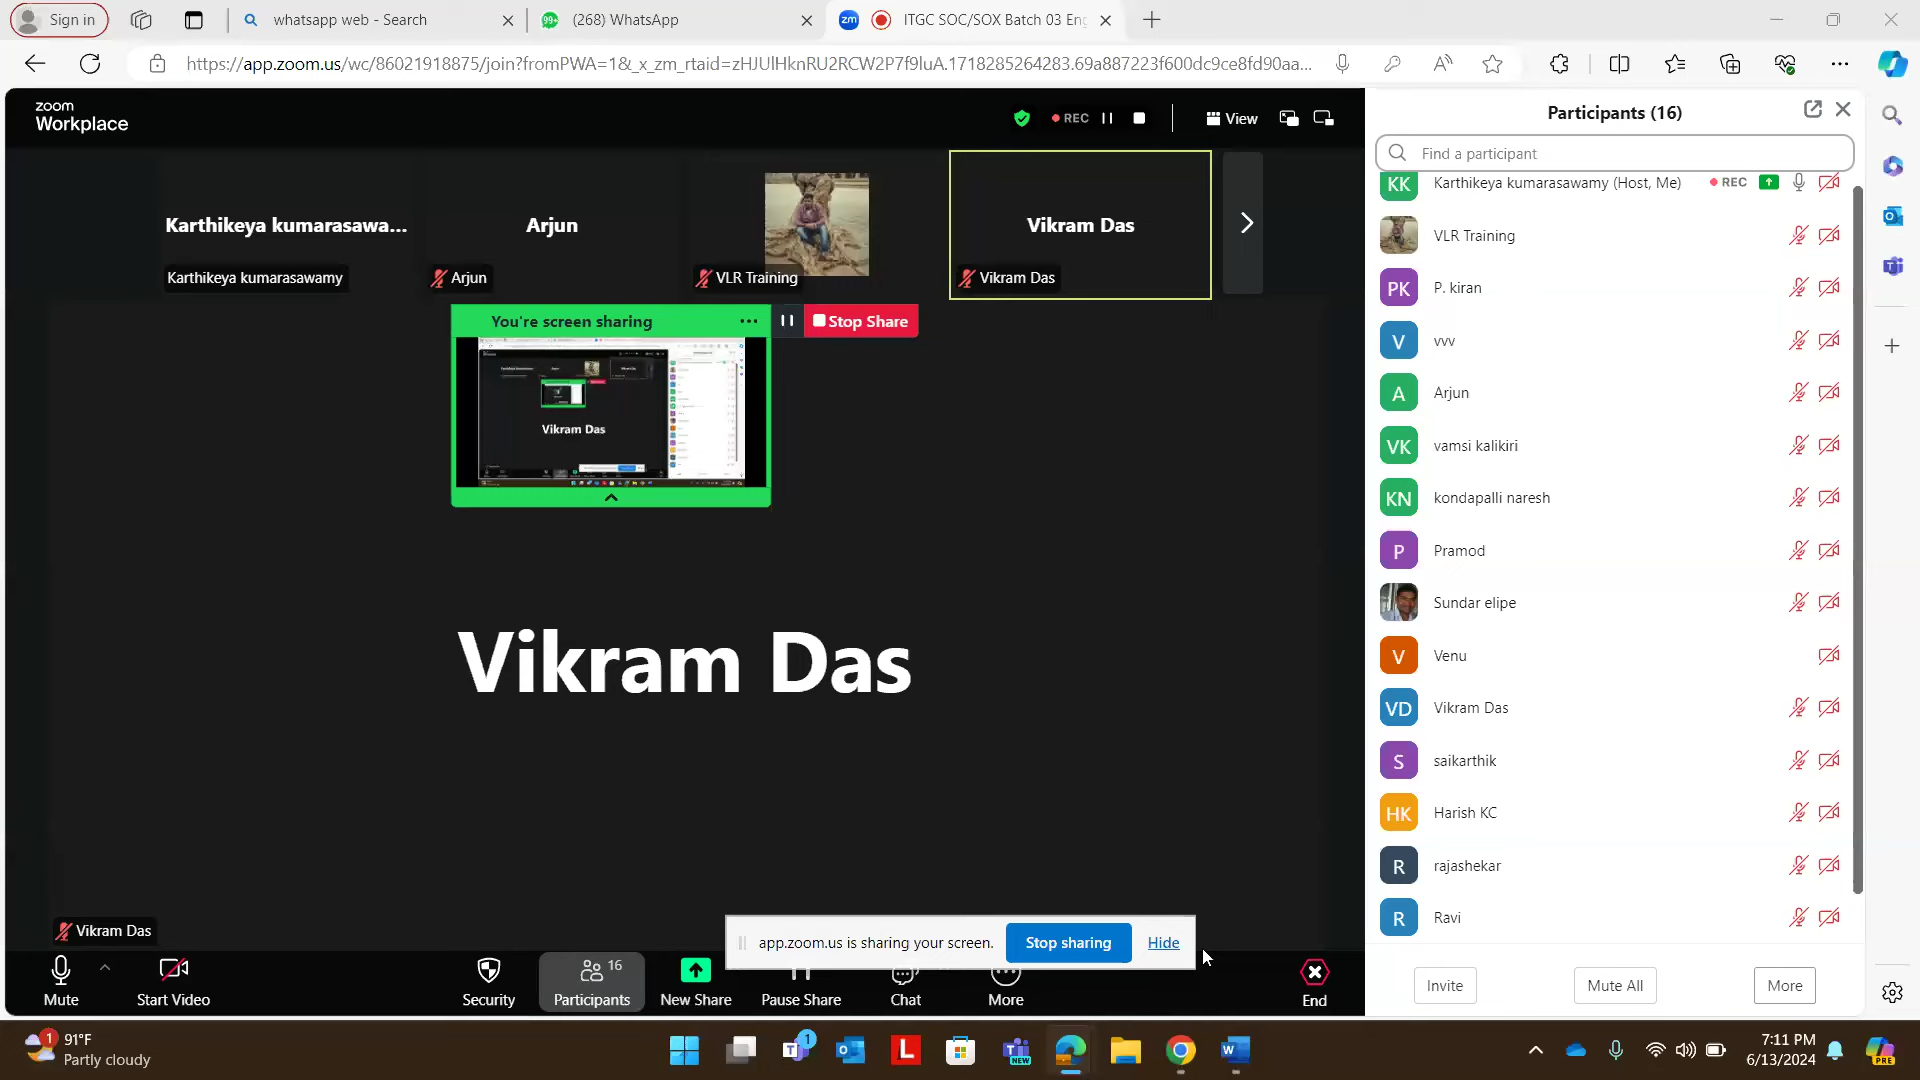 Sign in
whatsapp web - Search
99+
(268) WhatsApp
zm
ITGC SOC/SOX Batch 03 Eng
https://app.zoom.us/wc/86021918875/join?fromPWA=1&_x_zm_rtaid=zHJUlHknRU2RCW2P7f9luA.1718285264283.69a887223f600dc9ce8fd90aa...
zoom
Workplace
REC
View
Karthikeya kumarasawa...
Karthikeya kumarasawamy
Arjun
Arjun
VLR Training
Vikram Das
Vikram Das
You're screen sharing
Stop Share
Vikram Das
Vikram Das
Vikram Das
app.zoom.us is sharing your screen.
Stop sharing
Hide
Mute
Start Video
Security
16
Participants
New Share
Pause Share
Chat
More
End
Participants (16)
Find a participant
KK
Karthikeya kumarasawamy (Host, Me)
REC
VLR Training
PK
P. kiran
V
vvv
A
Arjun
VK
vamsi kalikiri
KN
kondapalli naresh
P
Pramod
Sundar elipe
V
Venu
VD
Vikram Das
S
saikarthik
HK
Harish KC
R
rajashekar
R
Ravi
Invite
Mute All
More
1
91°F
Partly cloudy
1
L
NEW
W
7:11 PM
6/13/2024
PRE